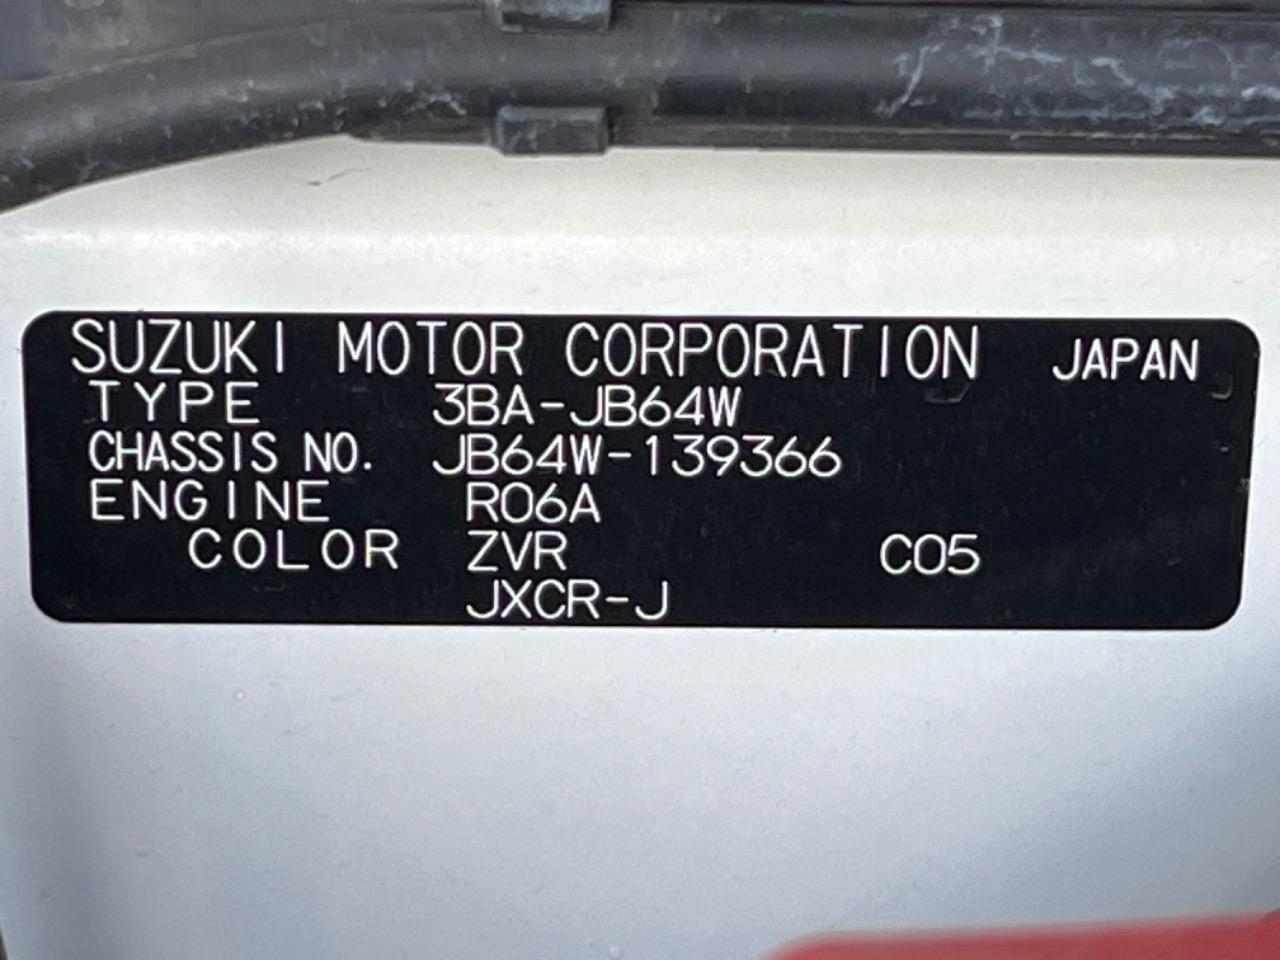 SUZUKI MOTOR CORPORATION JAPAN
TYPE 3BA-JB64W
CHASSIS NO. JB64W-139366
ENGINE R06A
COLOR ZVR C05
JXCR-J